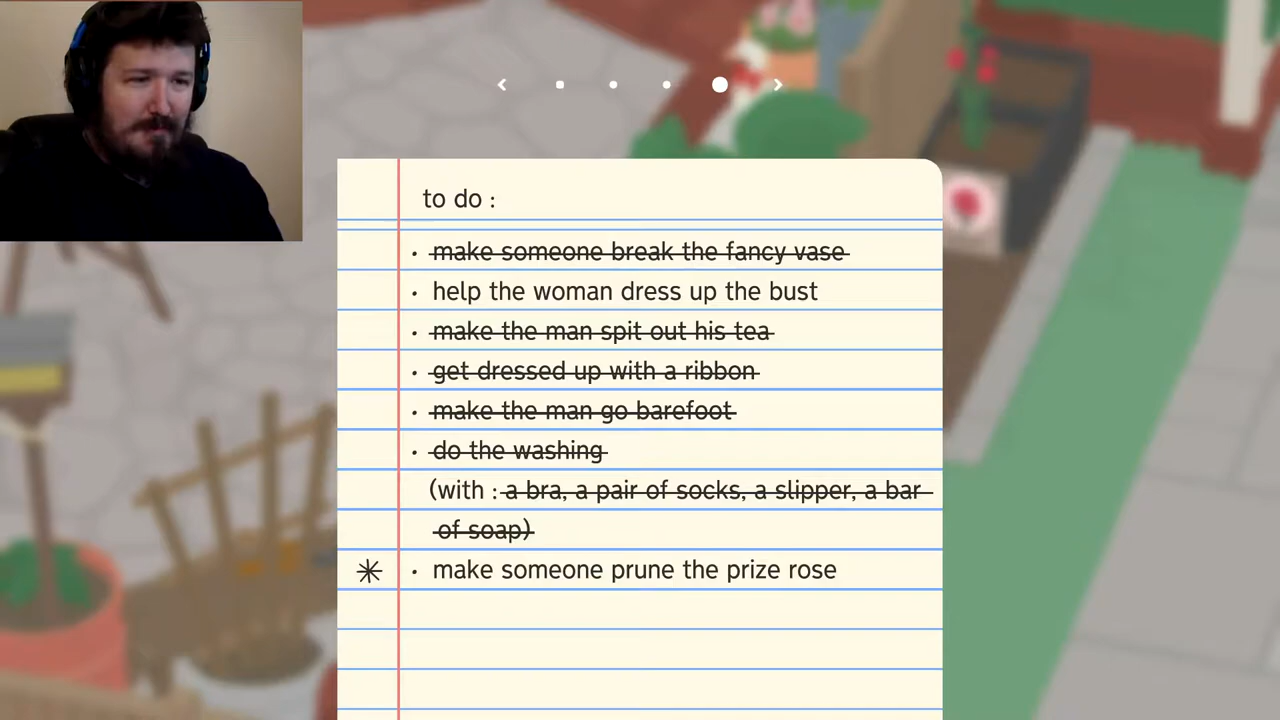 to do :
· make someone break the fancy vase
· help the woman dress up the bust
· make the man spit out his tea
· get dressed up with a ribbon
· make the man go barefoot
· do the washing
(with : a bra, a pair of socks, a slipper, a bar
of soap)
· make someone prune the prize rose